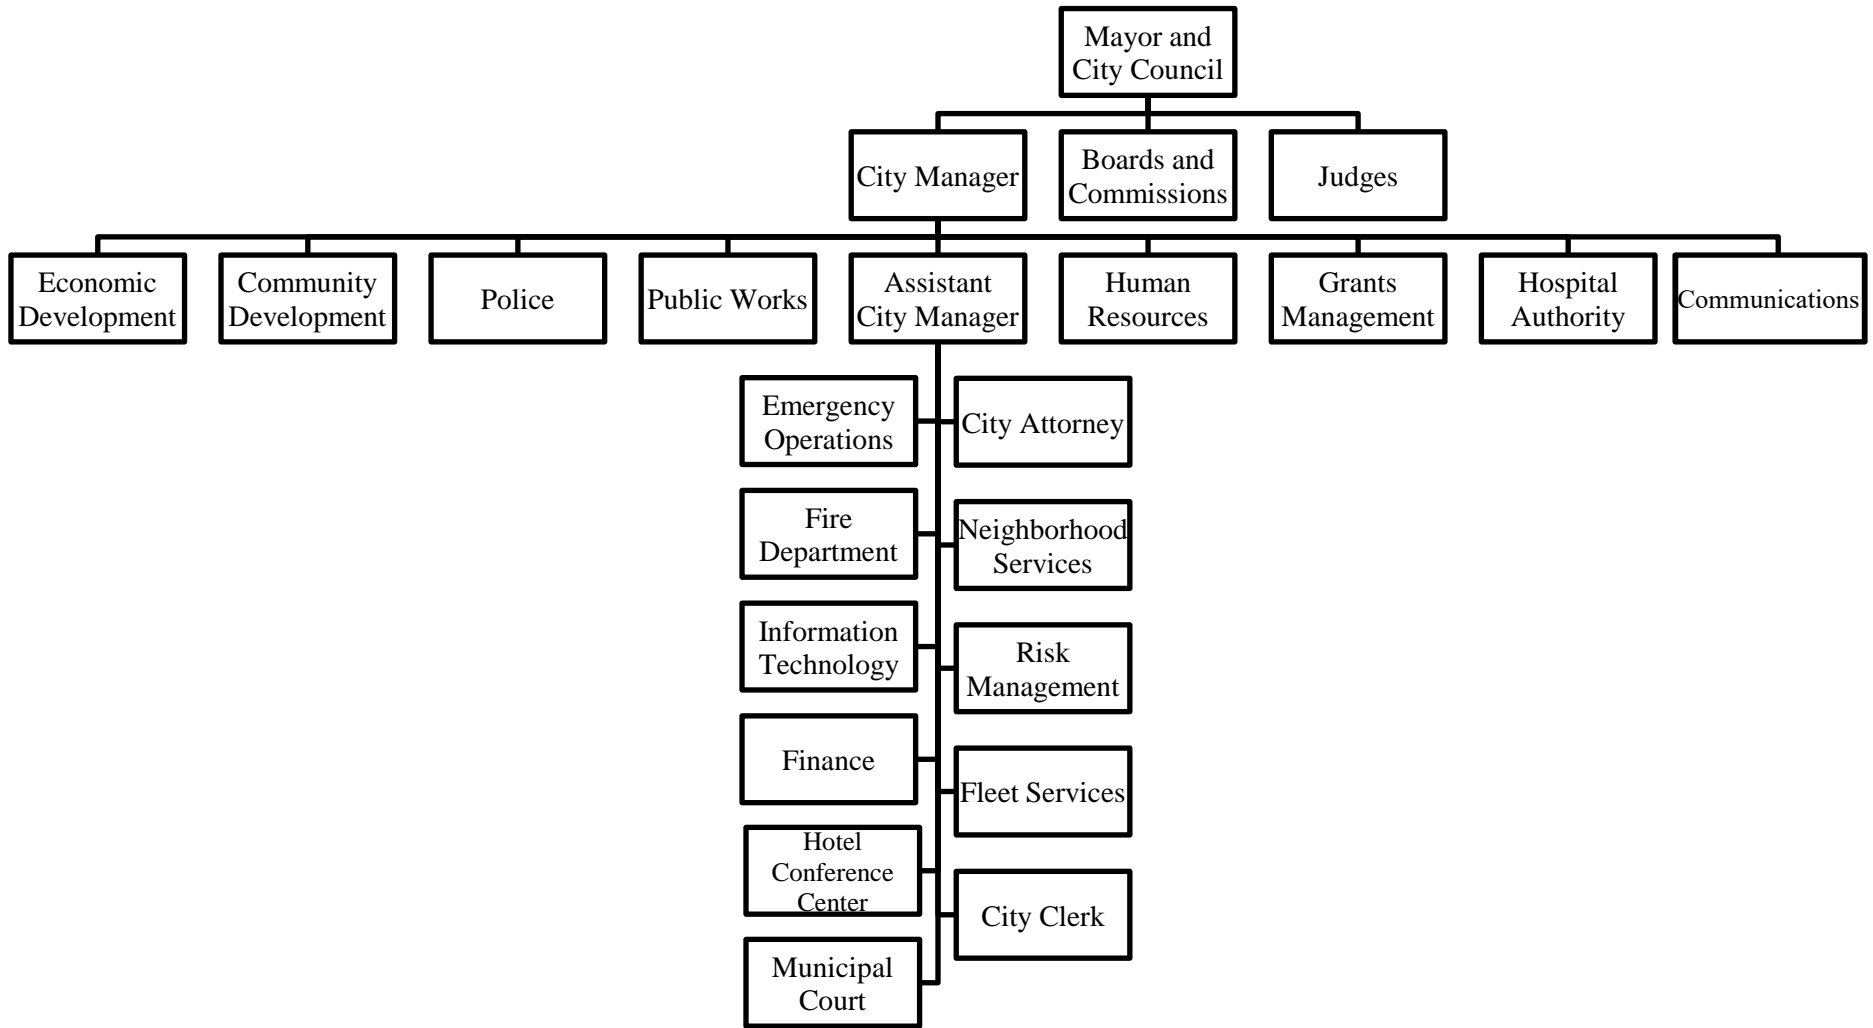 Mayor and
City Council
City Manager
Boards and
Commissions
Judges
Economic
Development
Community
Development
Police
Public Works
Assistant
City Manager
Human
Resources
Grants
Management
Hospital
Authority
Communications
Emergency
Operations
City Attorney
Fire
Department
Neighborhood
Services
Information
Technology
Risk
Management
Finance
Fleet Services
Hotel
Conference
Center
City Clerk
Municipal
Court